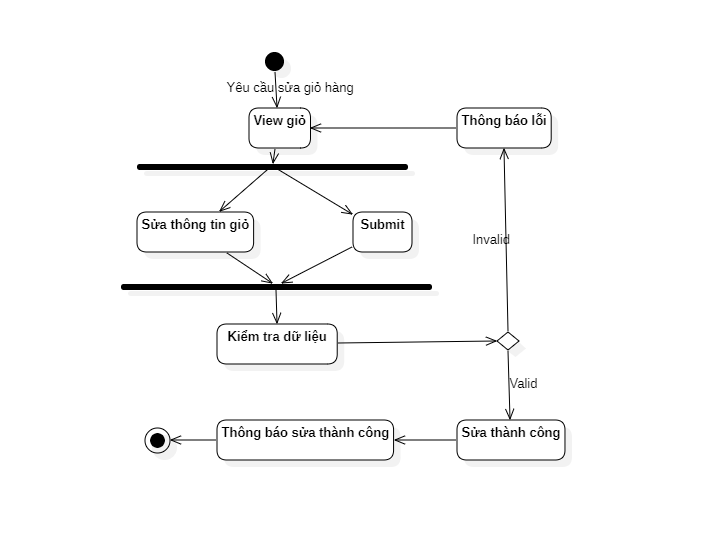 Yêu cầu sửa giỏ hàng
View giỏ
Thông báo lỗi
Sửa thông tin giỏ
Submit
Invalid
Kiểm tra dữ liệu
Valid
Thông báo sửa thành công
Sửa thành công